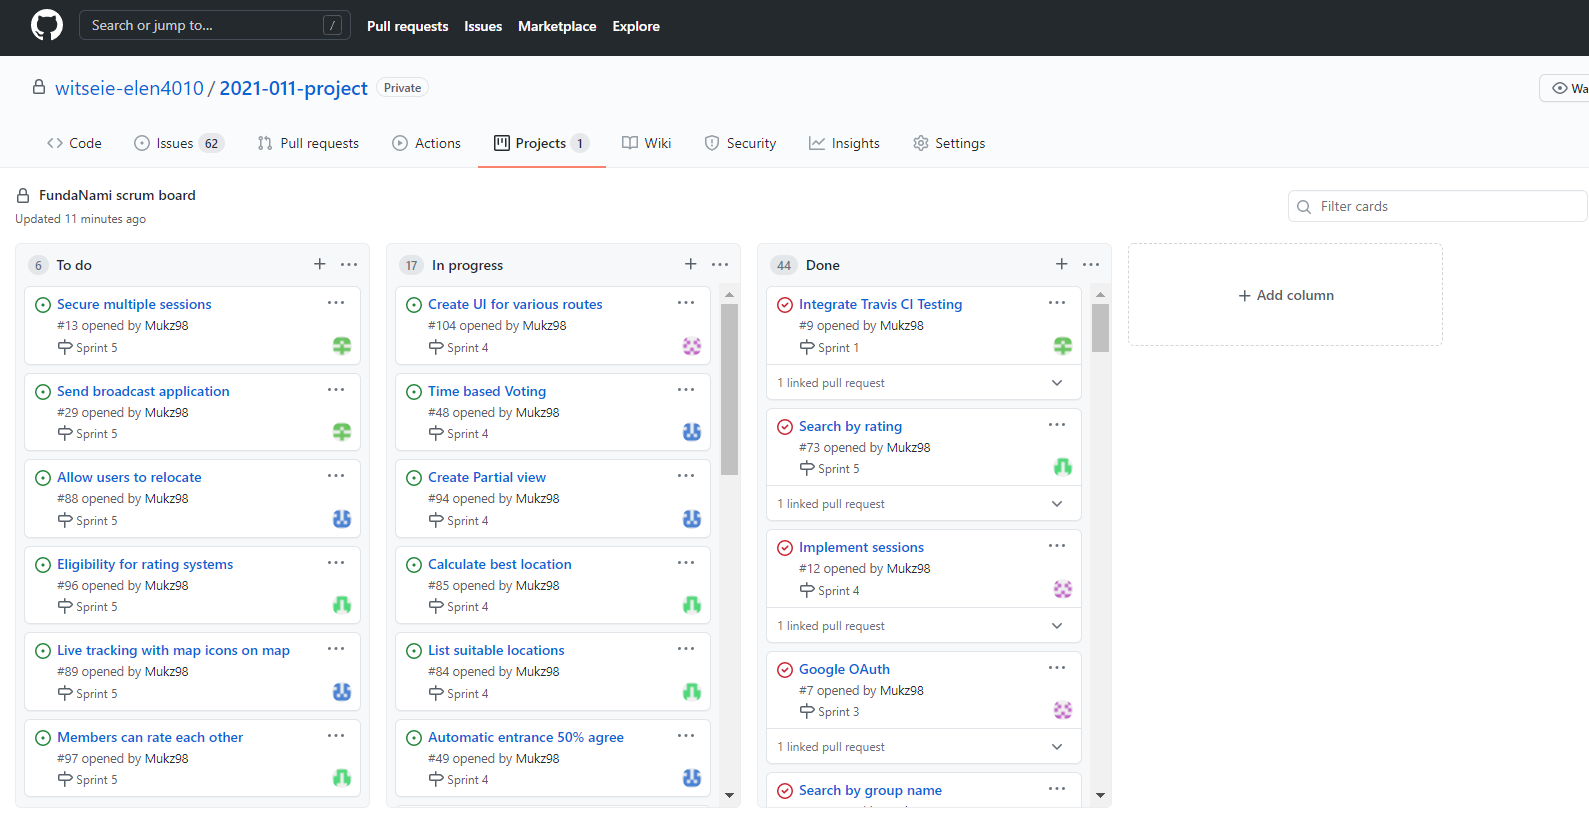 Search or jump to... /
Pull requests Issues Marketplace Explore
witseie-elen4010 / 2021-011-project Private
Wa
Code Issues 62 Pull requests Actions Projects 1 Wiki Security Insights Settings
FundaNami scrum board
Updated 11 minutes ago
Filter cards
6 To do
Secure multiple sessions
#13 opened by Mukz98
Sprint 5
Send broadcast application
#29 opened by Mukz98
Sprint 5
Allow users to relocate
#88 opened by Mukz98
Sprint 5
Eligibility for rating systems
#96 opened by Mukz98
Sprint 5
Live tracking with map icons on map
#89 opened by Mukz98
Sprint 5
Members can rate each other
#97 opened by Mukz98
Sprint 5
17 In progress
Create UI for various routes
#104 opened by Mukz98
Sprint 4
Time based Voting
#48 opened by Mukz98
Sprint 4
Create Partial view
#94 opened by Mukz98
Sprint 4
Calculate best location
#85 opened by Mukz98
Sprint 4
List suitable locations
#84 opened by Mukz98
Sprint 4
Automatic entrance 50% agree
#49 opened by Mukz98
Sprint 4
44 Done
Integrate Travis CI Testing
#9 opened by Mukz98
Sprint 1
1 linked pull request
Search by rating
#73 opened by Mukz98
Sprint 5
1 linked pull request
Implement sessions
#12 opened by Mukz98
Sprint 4
1 linked pull request
Google OAuth
#7 opened by Mukz98
Sprint 3
1 linked pull request
Search by group name
+ Add column